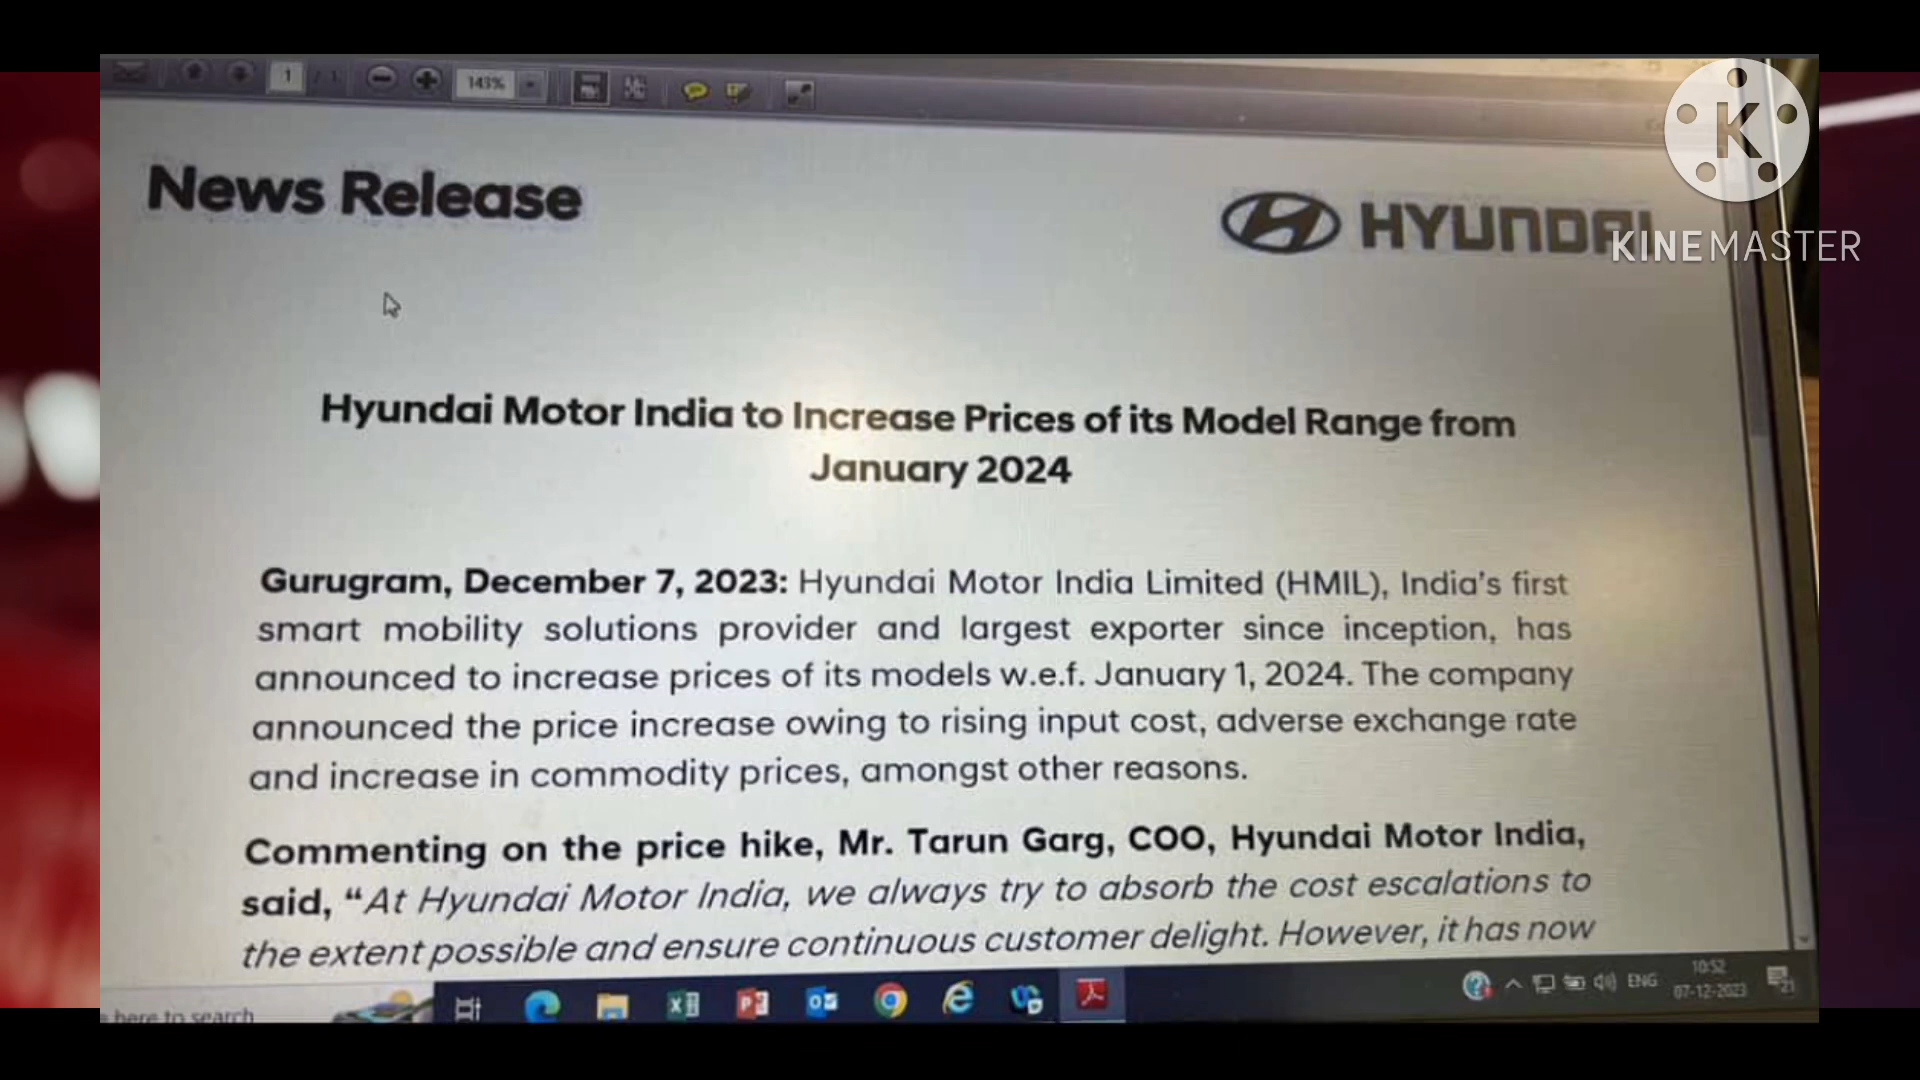 1 / 1
143%
News Release
HYUNDAI
K
KINEMASTER
Hyundai Motor India to Increase Prices of its Model Range from
January 2024
Gurugram, December 7, 2023: Hyundai Motor India Limited (HMIL), India's first
smart mobility solutions provider and largest exporter since inception, has
announced to increase prices of its models w.e.f. January 1, 2024. The company
announced the price increase owing to rising input cost, adverse exchange rate
and increase in commodity prices, amongst other reasons.
Commenting on the price hike, Mr. Tarun Garg, COO, Hyundai Motor India,
said, "At Hyundai Motor India, we always try to absorb the cost escalations to
the extent possible and ensure continuous customer delight. However, it has now
here to search
ENG
10:52
07-12-2023
21